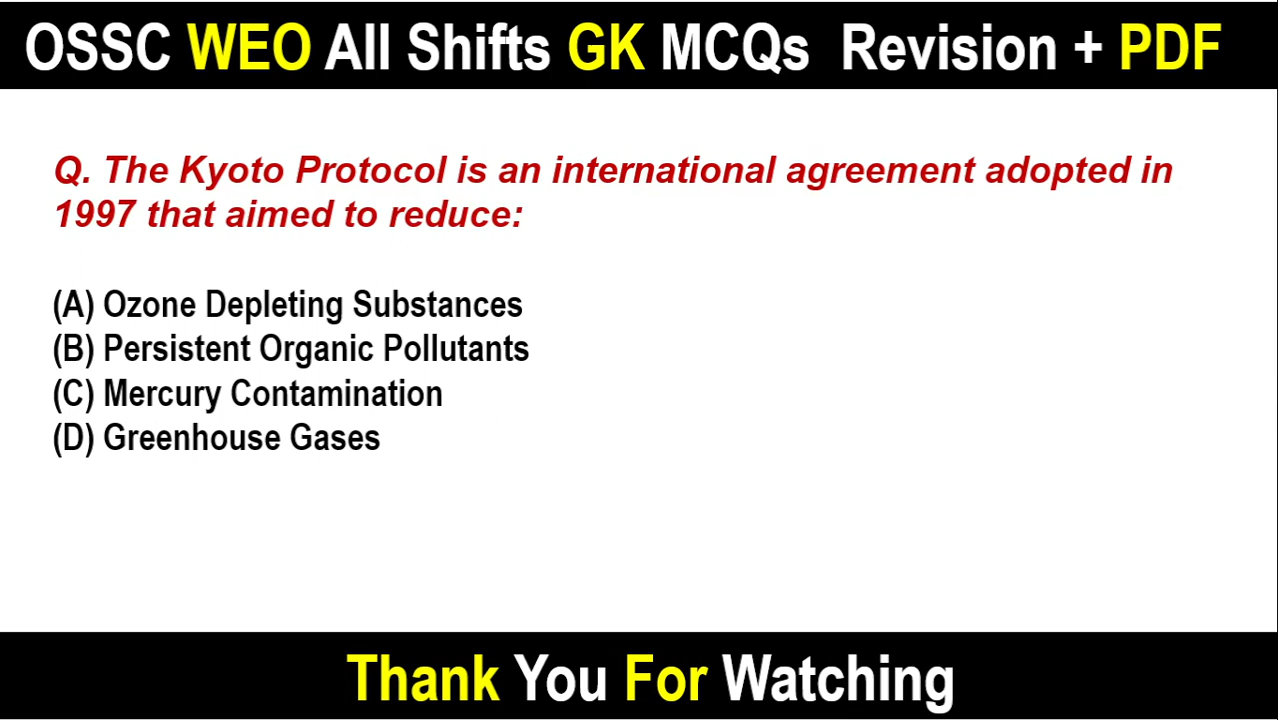 OSSC WEO All Shifts GK MCQs Revision + PDF
Q. The Kyoto Protocol is an international agreement adopted in
1997 that aimed to reduce:
(A) Ozone Depleting Substances
(B) Persistent Organic Pollutants
(C) Mercury Contamination
(D) Greenhouse Gases
Thank You For Watching